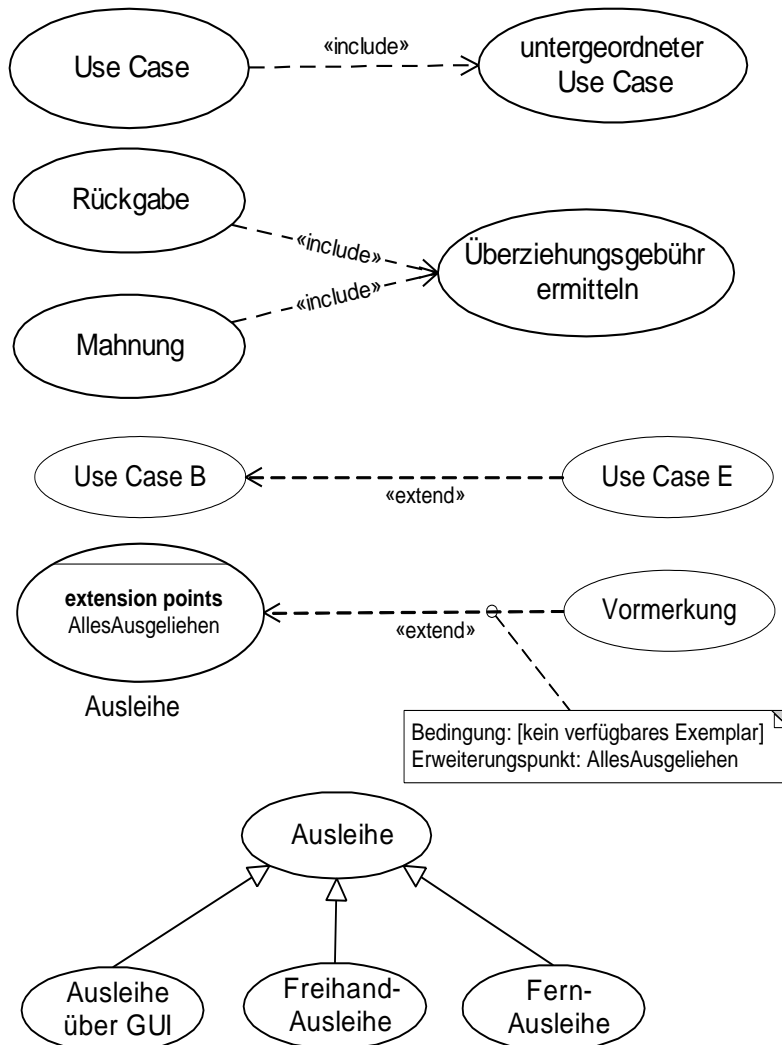 Use Case
«include»
untergeordneter
Use Case
Rückgabe
«include»
Überziehungsgebühr
ermitteln
«include»
Mahnung
Use Case B
«extend»
Use Case E
extension points
AllesAusgeliehen
«extend»
Vormerkung
Ausleihe
Bedingung: [kein verfügbares Exemplar]
Erweiterungspunkt: AllesAusgeliehen
Ausleihe
Ausleihe
über GUI
Freihand-
Ausleihe
Fern-
Ausleihe